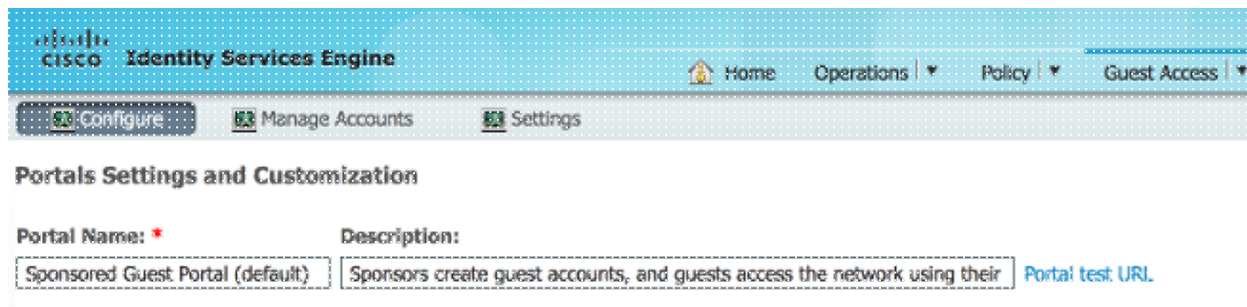 CISCO Identity Services Engine
Home Operations Policy Guest Access
Configure Manage Accounts Settings
Portals Settings and Customization
Portal Name: * Description:
Sponsored Guest Portal (default) Sponsors create guest accounts, and guests access the network using their Portal test URL